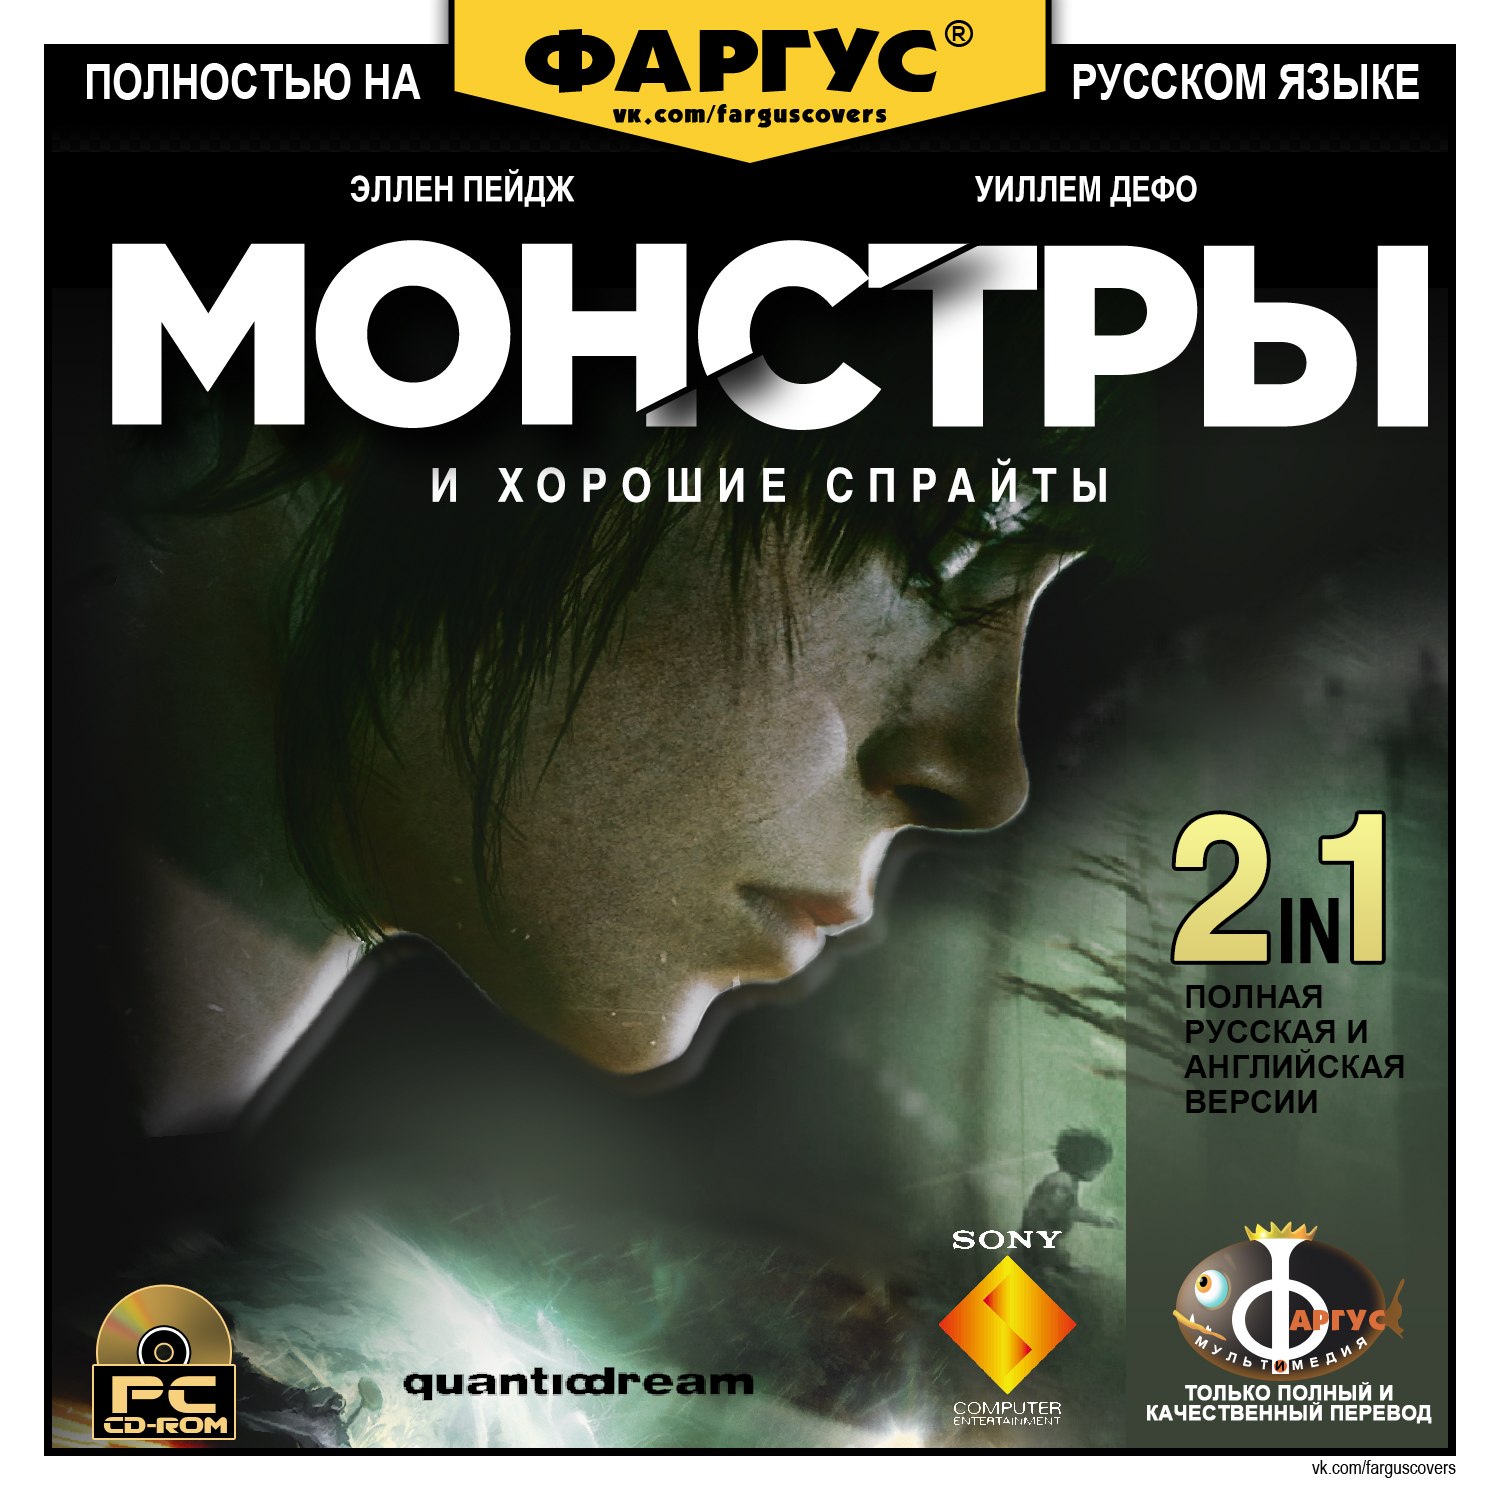 ФАРГУС®
vk.com/farguscovers
ПОЛНОСТЬЮ НА РУССКОМ ЯЗЫКЕ
ЭЛЛЕН ПЕЙДЖ
УИЛЛЕМ ДЕФО
МОНСТРЫ
И ХОРОШИЕ СПРАЙТЫ
2IN1
ПОЛНАЯ
РУССКАЯ И
АНГЛИЙСКАЯ
ВЕРСИИ
PC
CD-ROM
quanticdream
SONY
COMPUTER
ENTERTAINMENT
ФАРГУС
МУЛЬТИМЕДИЯ
ТОЛЬКО ПОЛНЫЙ И
КАЧЕСТВЕННЫЙ ПЕРЕВОД
vk.com/farguscovers